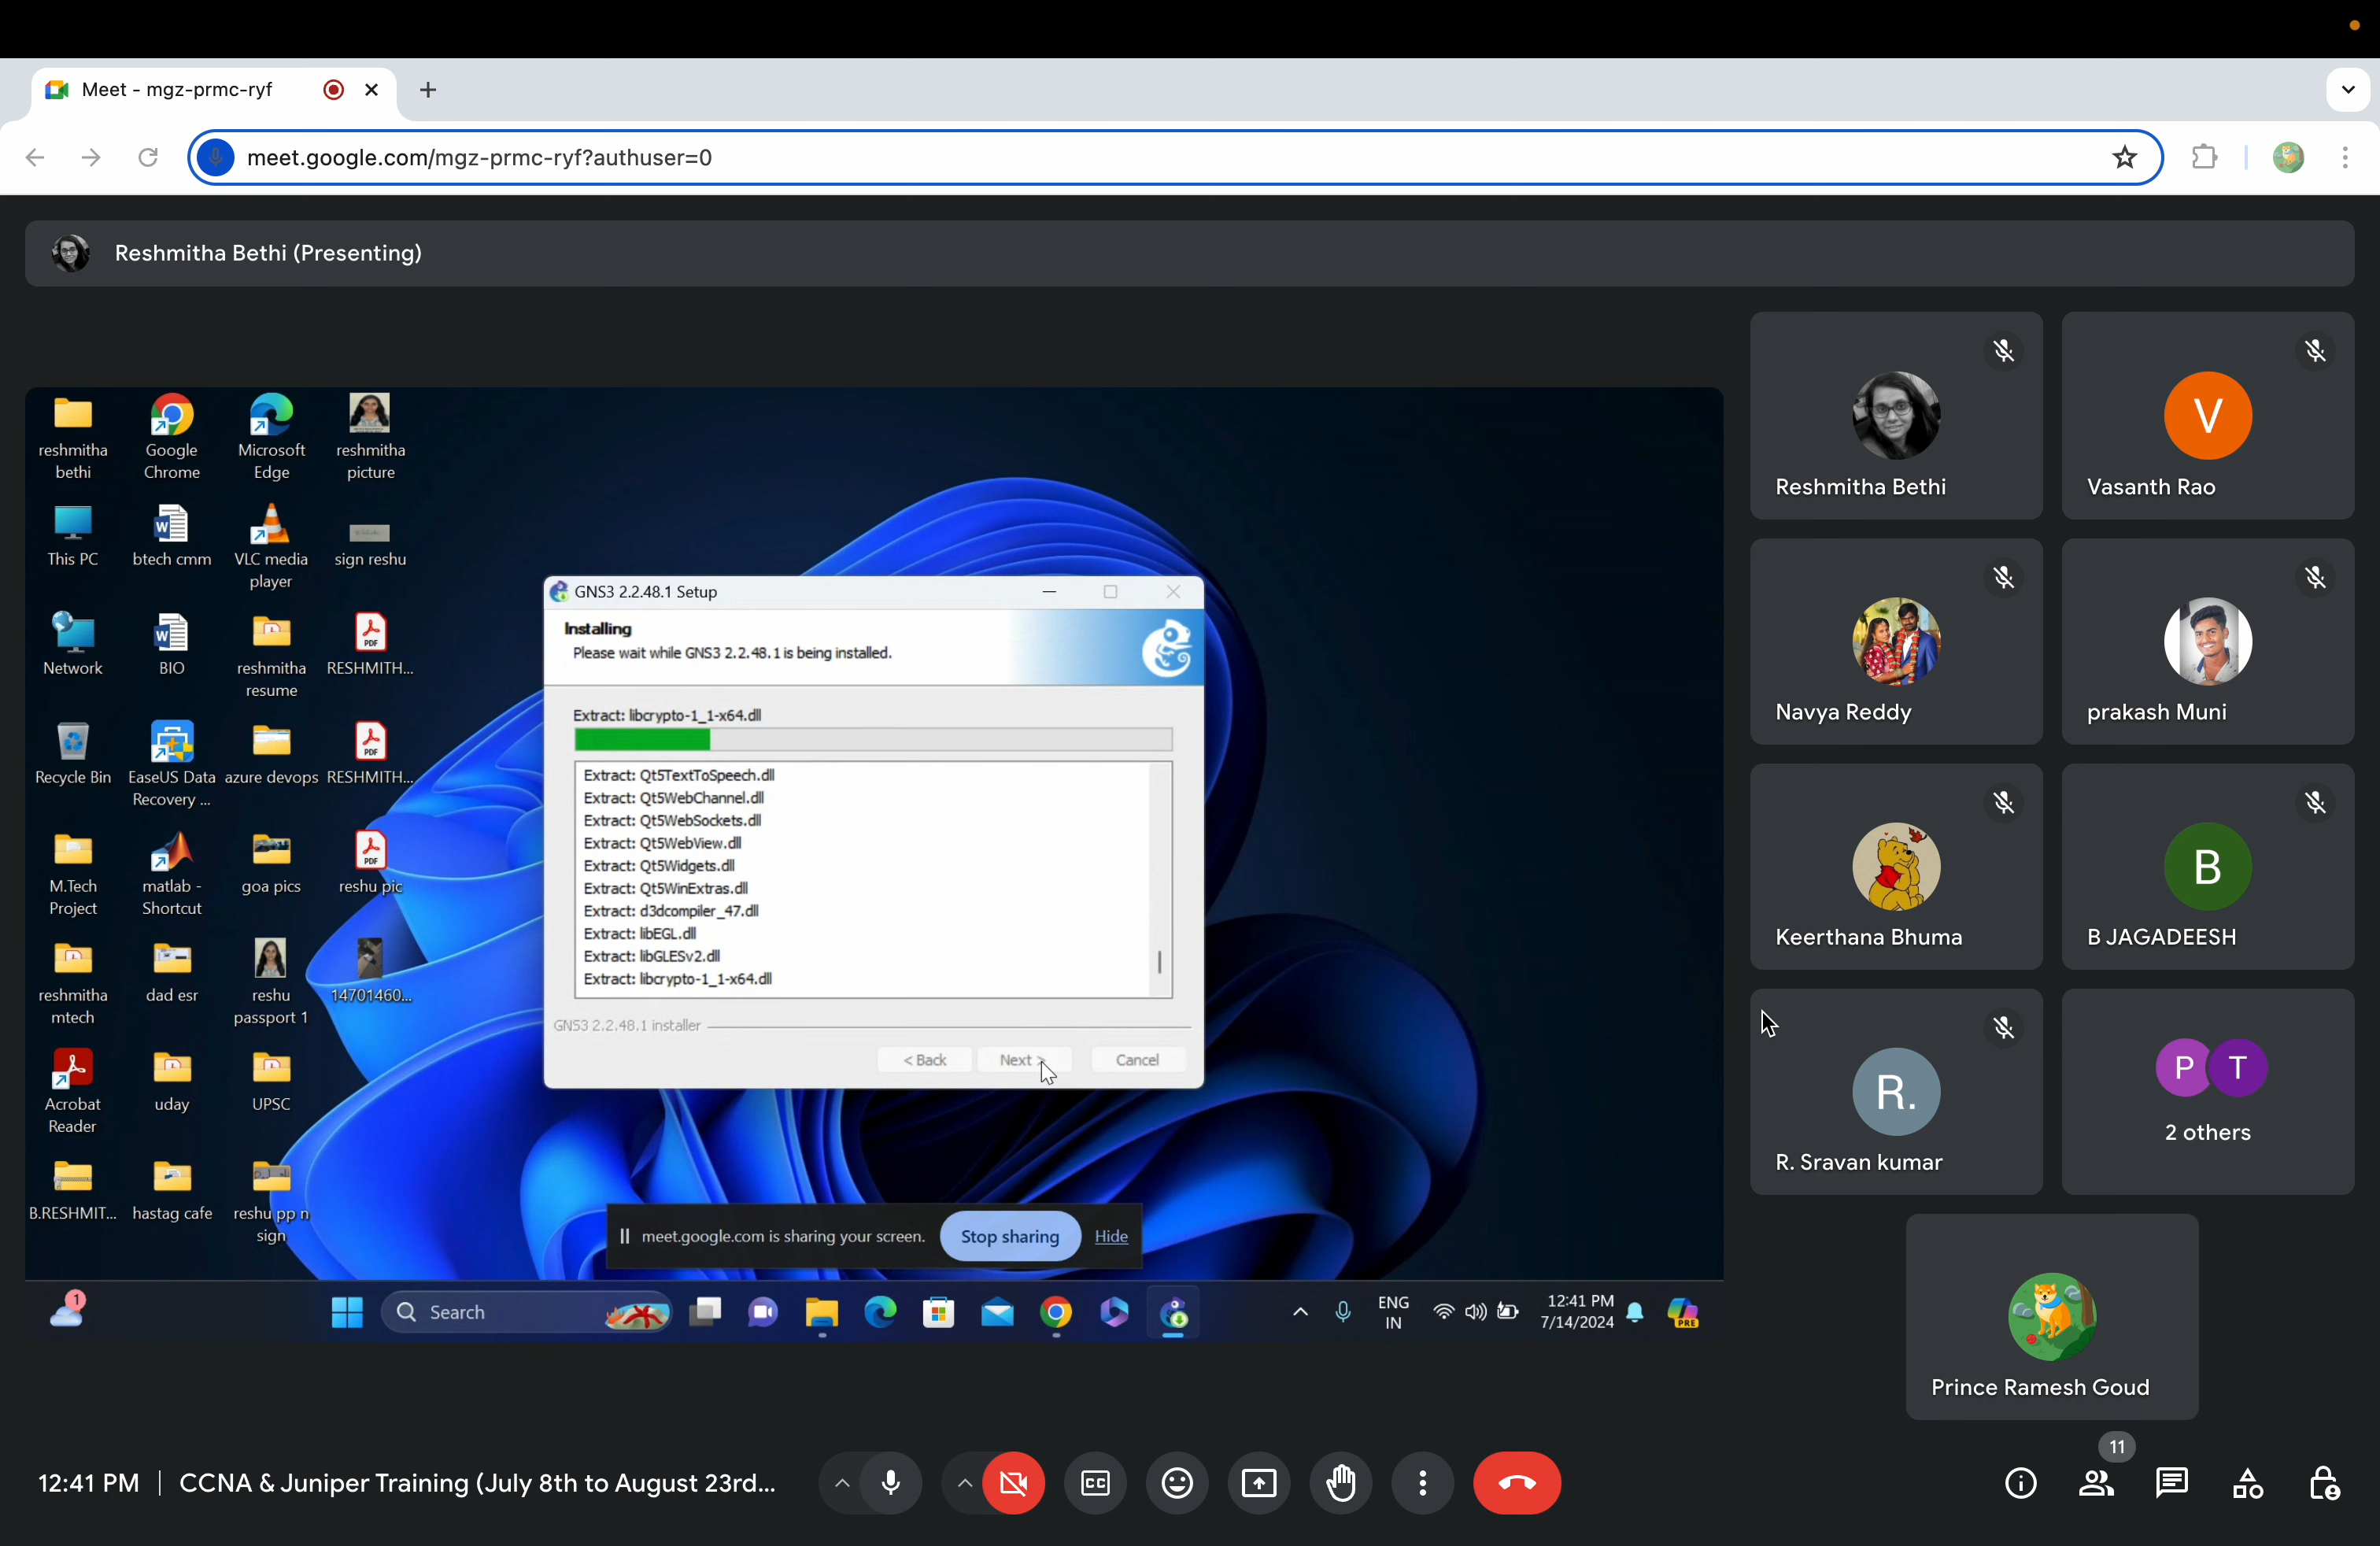 Meet - mgz-prmc-ryf
meet.google.com/mgz-prmc-ryf?authuser=0
Reshmitha Bethi (Presenting)
reshmitha
bethi
Google
Chrome
Microsoft
Edge
reshmitha
picture
This PC
btech cmm
VLC media
player
sign reshu
Network
BIO
reshmitha
resume
RESHMITH...
Recycle Bin
EaseUS Data
Recovery ...
azure devops
RESHMITH...
M.Tech
Project
matlab -
Shortcut
goa pics
reshu pic
reshmitha
mtech
dad esr
reshu
passport 1
14701460...
Acrobat
Reader
uday
UPSC
B.RESHMIT...
hastag cafe
reshu pp n
sign
GNS3 2.2.48.1 Setup
Installing
Please wait while GNS3 2.2.48.1 is being installed.
Extract: libcrypto-1_1-x64.dll
Extract: Qt5TextToSpeech.dll
Extract: Qt5WebChannel.dll
Extract: Qt5WebSockets.dll
Extract: Qt5WebView.dll
Extract: Qt5Widgets.dll
Extract: Qt5WinExtras.dll
Extract: d3dcompiler_47.dll
Extract: libEGL.dll
Extract: libGLESv2.dll
Extract: libcrypto-1_1-x64.dll
GNS3 2.2.48.1 installer
< Back
Next >
Cancel
meet.google.com is sharing your screen.
Stop sharing
Hide
1
Search
ENG
IN
12:41 PM
7/14/2024
PRE
Reshmitha Bethi
V
Vasanth Rao
Navya Reddy
prakash Muni
Keerthana Bhuma
B
B JAGADEESH
R.
R. Sravan kumar
P
T
2 others
Prince Ramesh Goud
12:41 PM
CCNA & Juniper Training (July 8th to August 23rd...
CC
11